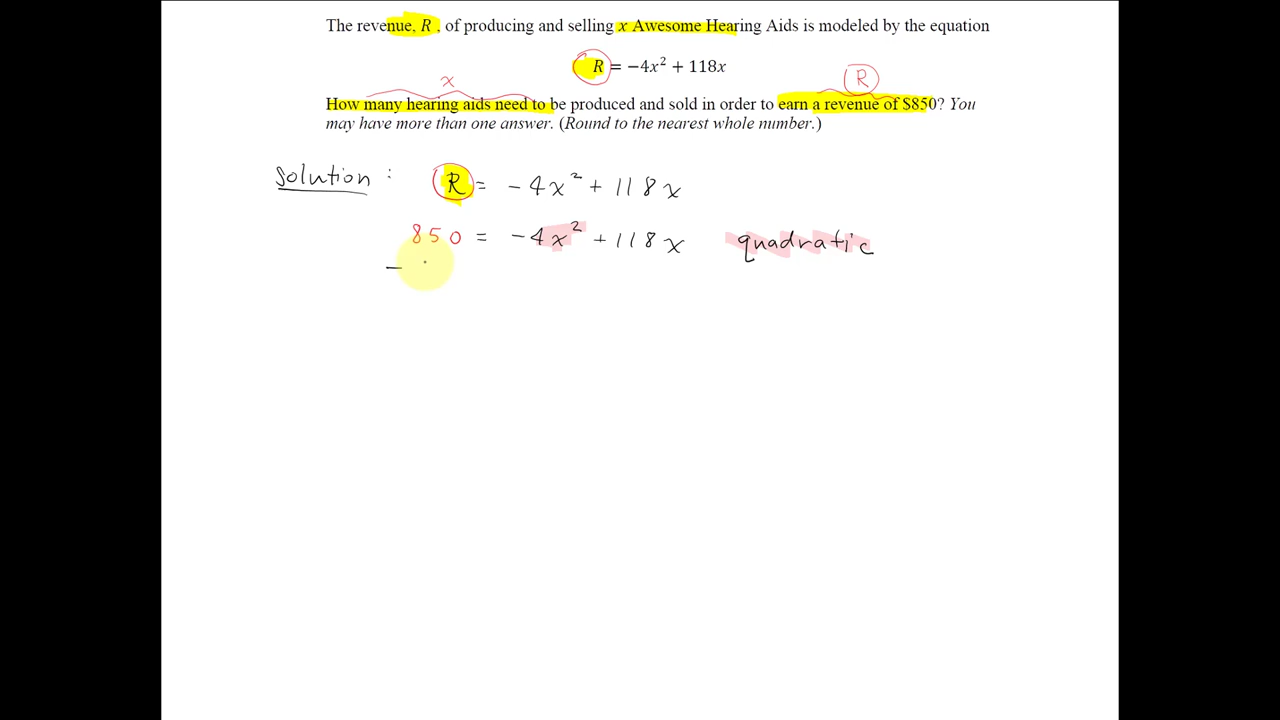 The revenue, R , of producing and selling x Awesome Hearing Aids is modeled by the equation
R = −4x² + 118x
x
R
How many hearing aids need to be produced and sold in order to earn a revenue of $850? You
may have more than one answer. (Round to the nearest whole number.)
Solution : R = − 4x² + 118x
850 = − 4x² + 118x quadratic
−